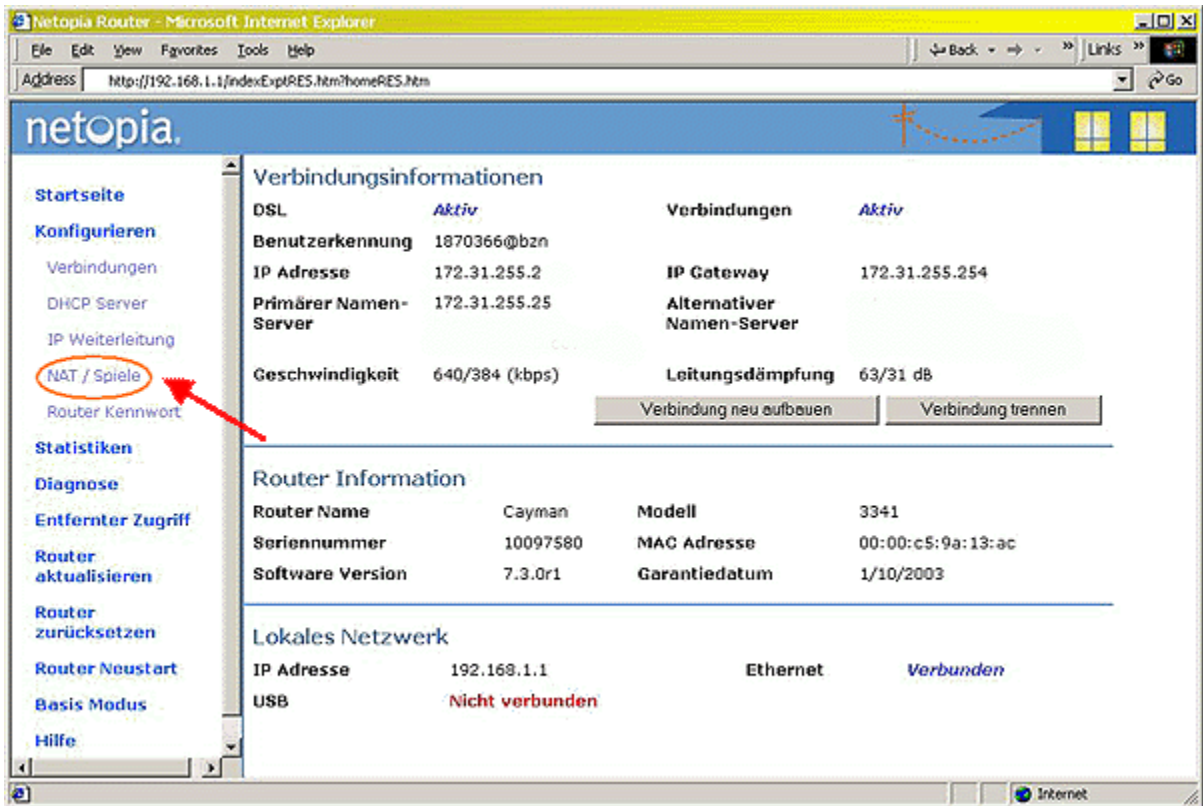 Netopia Router - Microsoft Internet Explorer
File Edit View Favorites Tools Help
Back Links
Address http://192.168.1.1/indexExptRES.htm?homeRES.htm Go
netopia.
Startseite
Konfigurieren
Verbindungen
DHCP Server
IP Weiterleitung
NAT / Spiele
Router Kennwort
Statistiken
Diagnose
Entfernter Zugriff
Router
aktualisieren
Router
zurücksetzen
Router Neustart
Basis Modus
Hilfe
Verbindungsinformationen
DSL Aktiv Verbindungen Aktiv
Benutzerkennung 1870366@bzn
IP Adresse 172.31.255.2 IP Gateway 172.31.255.254
Primärer Namen- 172.31.255.25 Alternativer
Server Namen-Server
Geschwindigkeit 640/384 (kbps) Leitungsdämpfung 63/31 dB
Verbindung neu aufbauen Verbindung trennen
Router Information
Router Name Cayman Modell 3341
Seriennummer 10097580 MAC Adresse 00:00:c5:9a:13:ac
Software Version 7.3.0r1 Garantiedatum 1/10/2003
Lokales Netzwerk
IP Adresse 192.168.1.1 Ethernet Verbunden
USB Nicht verbunden
Internet